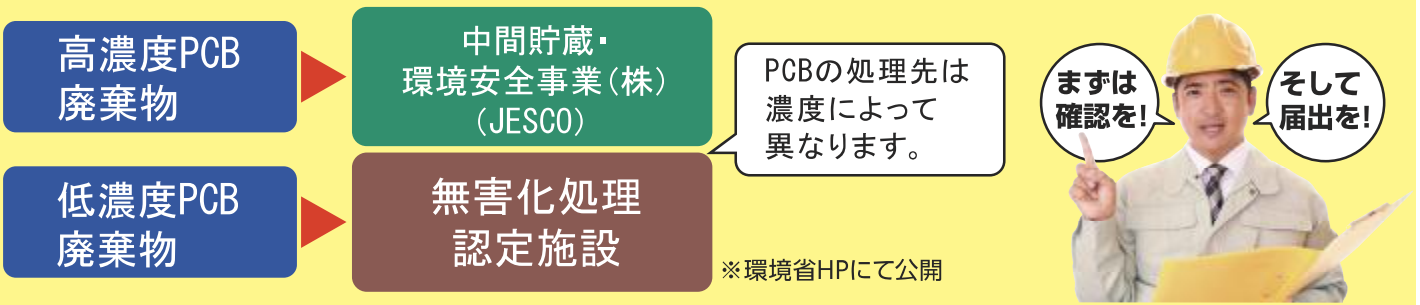 高濃度PCB
廃棄物
中間貯蔵・
環境安全事業(株)
(JESCO)
低濃度PCB
廃棄物
無害化処理
認定施設
PCBの処理先は
濃度によって
異なります。
※環境省HPにて公開
まずは
確認を!
そして
届出を!